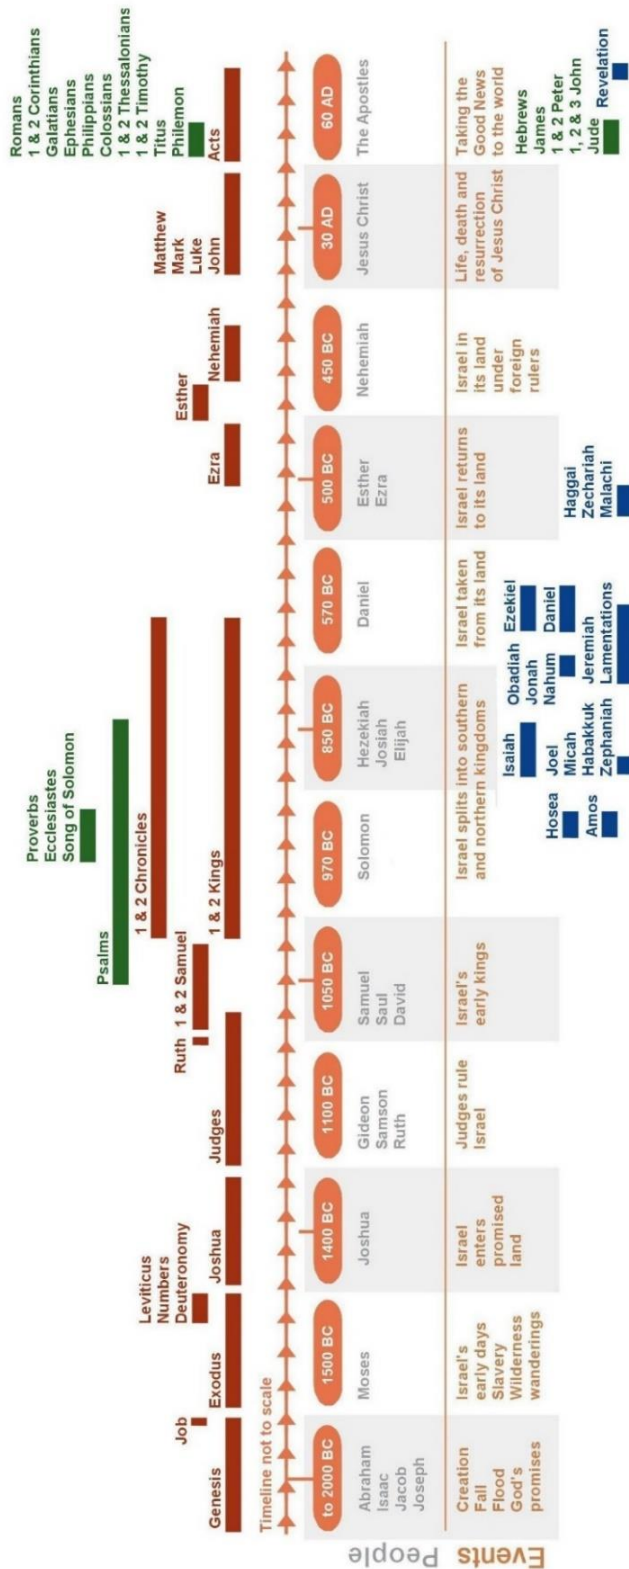 Proverbs
Ecclesiastes
Song of Solomon
Romans
1 & 2 Corinthians
Galatians
Ephesians
Philippians
Colossians
1 & 2 Thessalonians
1 & 2 Timothy
Titus
Philemon
Psalms
1 & 2 Chronicles
Job
Leviticus
Numbers
Deuteronomy
Ruth
1 & 2 Samuel
Esther
Matthew
Mark
Luke
John
Genesis
Exodus
Joshua
Judges
1 & 2 Kings
Ezra
Nehemiah
Acts
Timeline not to scale
to 2000 BC
1500 BC
1400 BC
1100 BC
1050 BC
970 BC
850 BC
570 BC
500 BC
450 BC
30 AD
60 AD
People
Abraham
Isaac
Jacob
Joseph
Moses
Joshua
Gideon
Samson
Ruth
Samuel
Saul
David
Solomon
Hezekiah
Josiah
Elijah
Daniel
Esther
Ezra
Nehemiah
Jesus Christ
The Apostles
Events
Creation
Fall
Flood
God's
promises
Israel's
early days
Slavery
Wilderness
wanderings
Israel
enters
promised
land
Judges rule
Israel
Israel's
early kings
Israel splits into southern
and northern kingdoms
Israel taken
from its land
Israel returns
to its land
Israel in
its land
under
foreign
rulers
Life, death and
resurrection
of Jesus Christ
Taking the
Good News
to the world
Hosea
Amos
Isaiah
Joel
Micah
Habakkuk
Zephaniah
Obadiah
Jonah
Nahum
Jeremiah
Lamentations
Ezekiel
Daniel
Haggai
Zechariah
Malachi
Hebrews
James
1 & 2 Peter
1, 2 & 3 John
Jude
Revelation